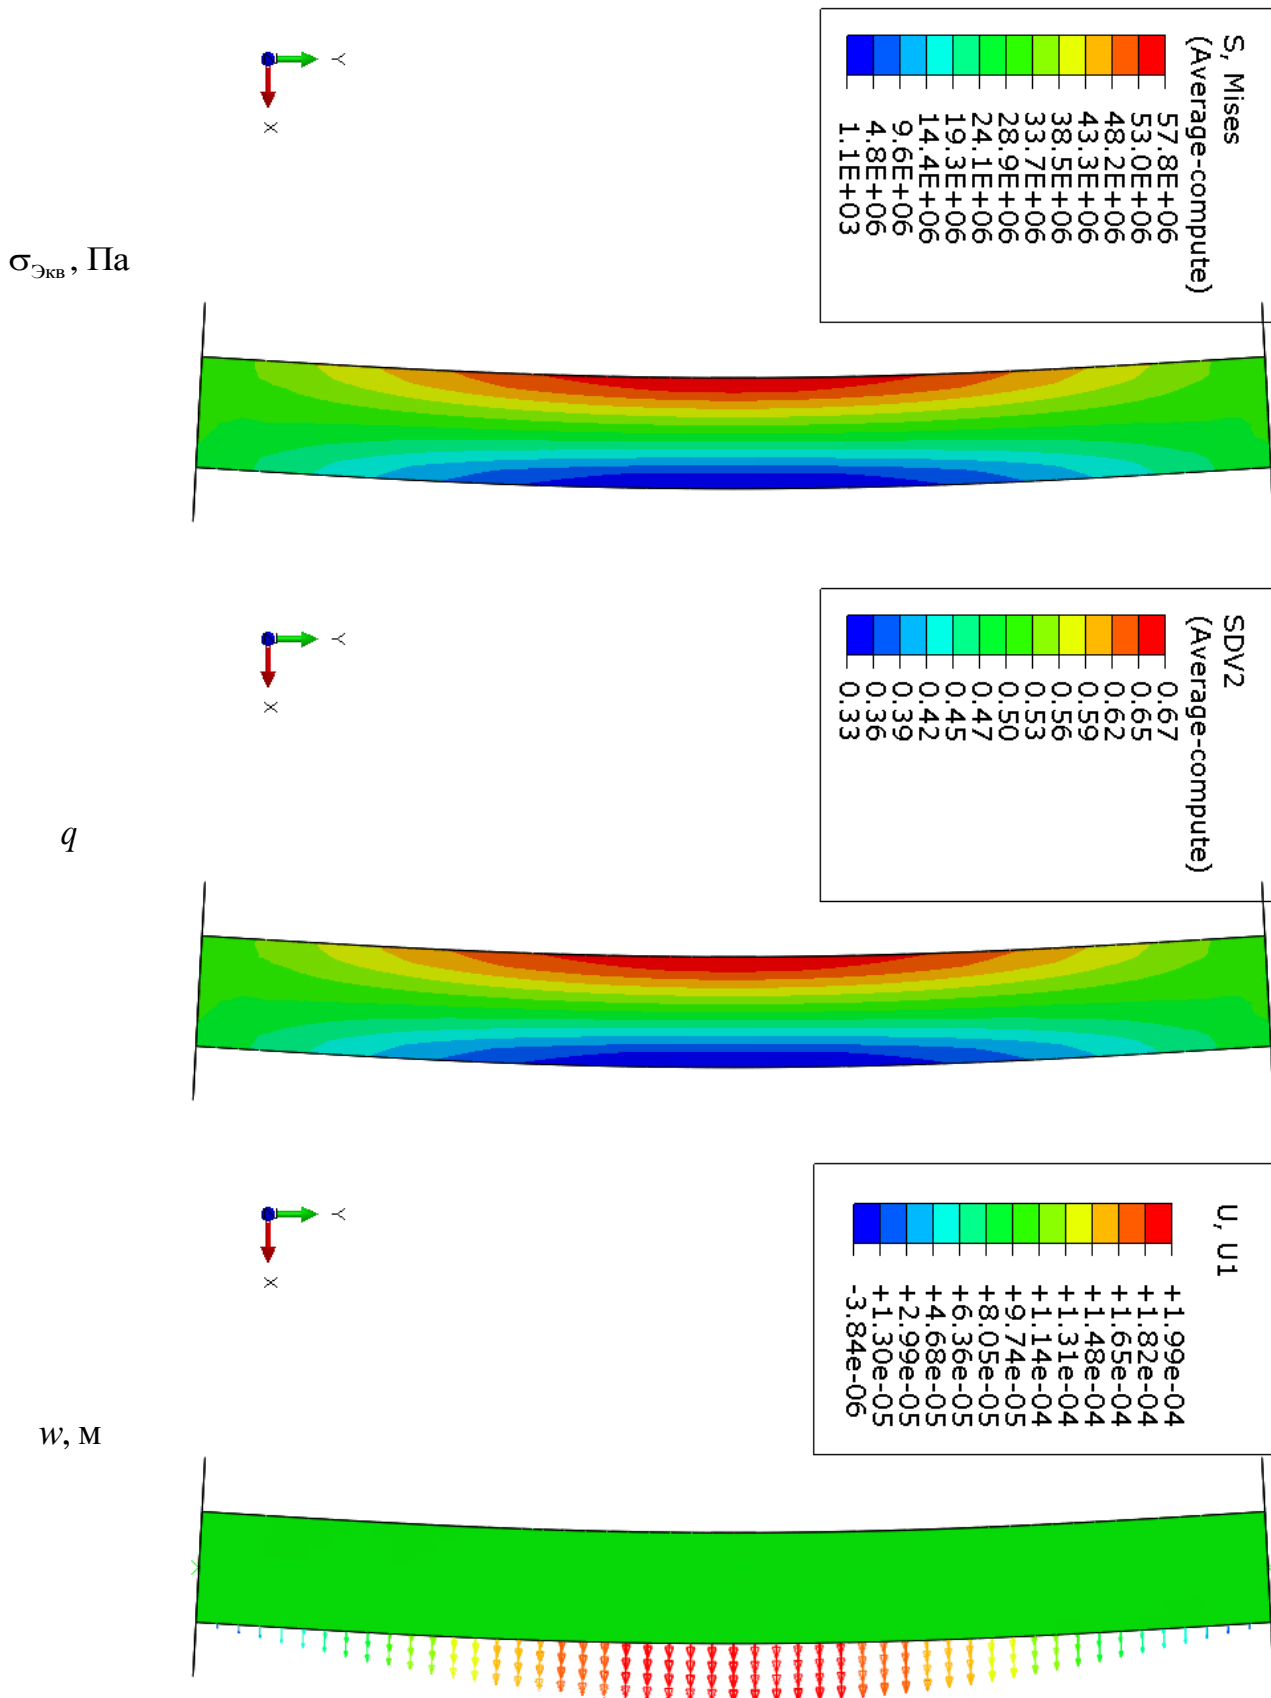 Y
X
S, Mises
(Average-compute)
57.8E+06
53.0E+06
48.2E+06
43.3E+06
38.5E+06
33.7E+06
28.9E+06
24.1E+06
19.3E+06
14.4E+06
9.6E+06
4.8E+06
1.1E+03
σЭкв, Па
Y
X
SDV2
(Average-compute)
0.67
0.65
0.62
0.59
0.56
0.53
0.50
0.47
0.45
0.42
0.39
0.36
0.33
q
Y
X
U, U1
+1.99e-04
+1.82e-04
+1.65e-04
+1.48e-04
+1.31e-04
+1.14e-04
+9.74e-05
+8.05e-05
+6.36e-05
+4.68e-05
+2.99e-05
+1.30e-05
-3.84e-06
w, м